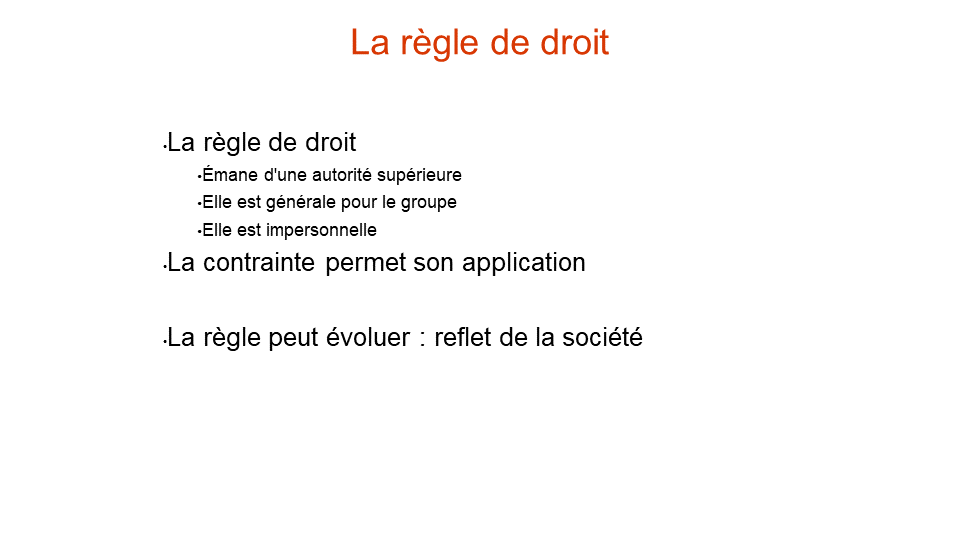 La règle de droit
•La règle de droit
•Émane d'une autorité supérieure
•Elle est générale pour le groupe
•Elle est impersonnelle
•La contrainte permet son application
•La règle peut évoluer : reflet de la société